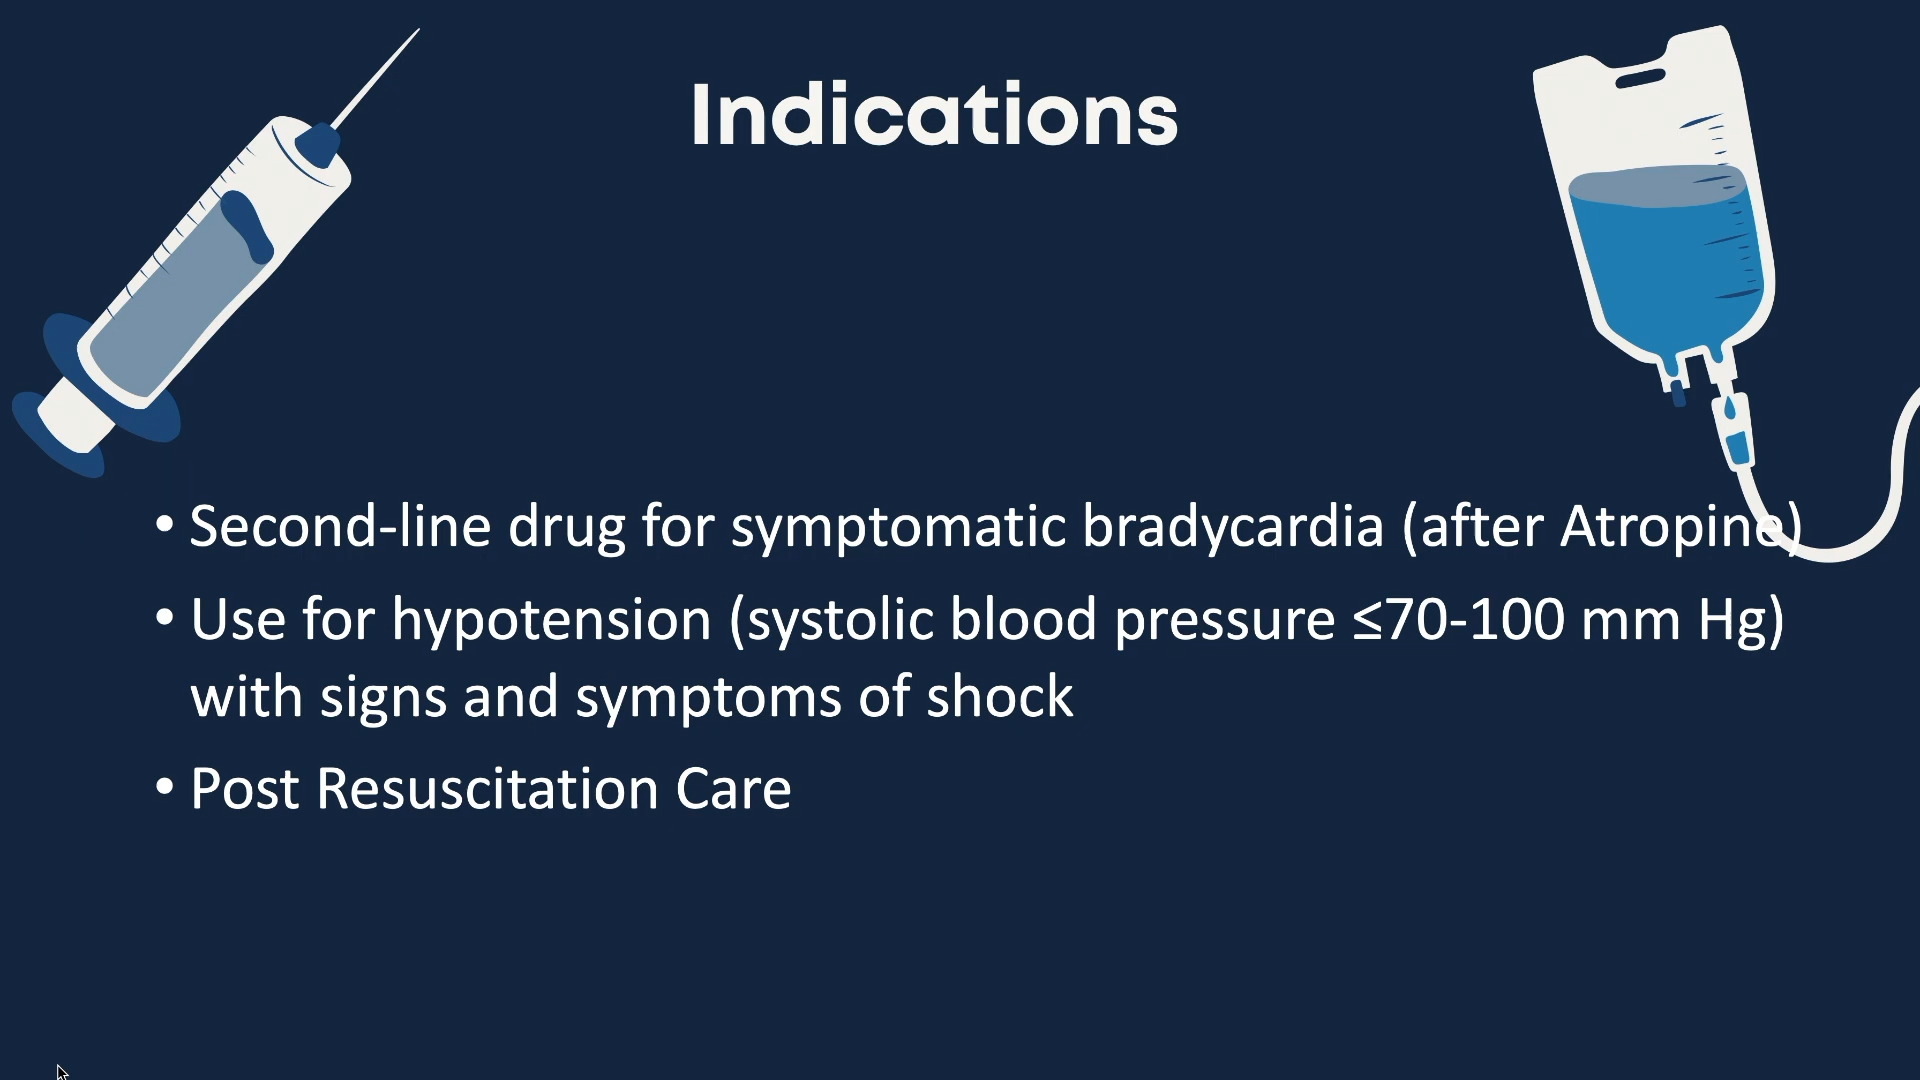 Indications
• Second-line drug for symptomatic bradycardia (after Atropine)
• Use for hypotension (systolic blood pressure ≤70-100 mm Hg)
with signs and symptoms of shock
• Post Resuscitation Care